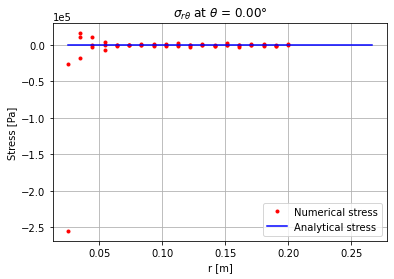 σrθ at θ = 0.00°
1e5
0.0
−0.5
−1.0
−1.5
−2.0
−2.5
Stress [Pa]
Numerical stress
Analytical stress
0.05 0.10 0.15 0.20 0.25
r [m]